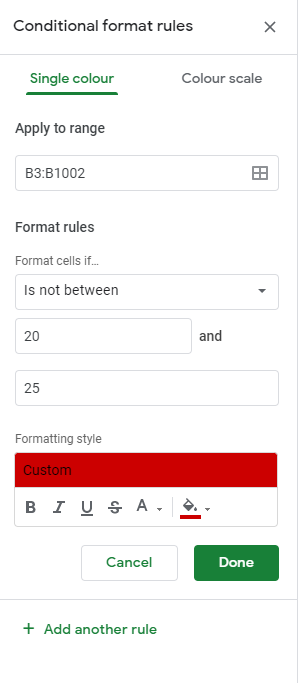 Conditional format rules
Single colour Colour scale
Apply to range
B3:B1002
Format rules
Format cells if…
Is not between
20 and
25
Formatting style
Custom
B I U S A
Cancel Done
+ Add another rule